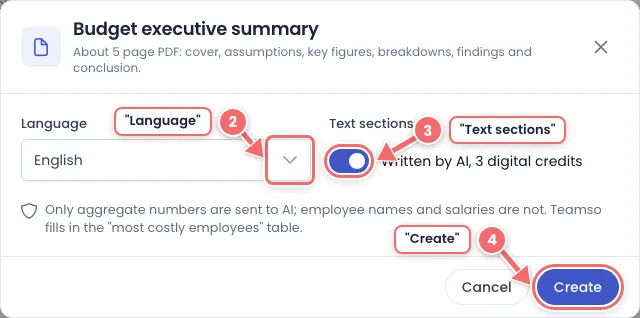 Budget executive summary
About 5 page PDF: cover, assumptions, key figures, breakdowns, findings and
conclusion.
Language
"Language"
2
Text sections
3
"Text sections"
English
Written by AI, 3 digital credits
Only aggregate numbers are sent to AI; employee names and salaries are not. Teamso
fills in the "most costly employees" table.
"Create"
4
Cancel
Create